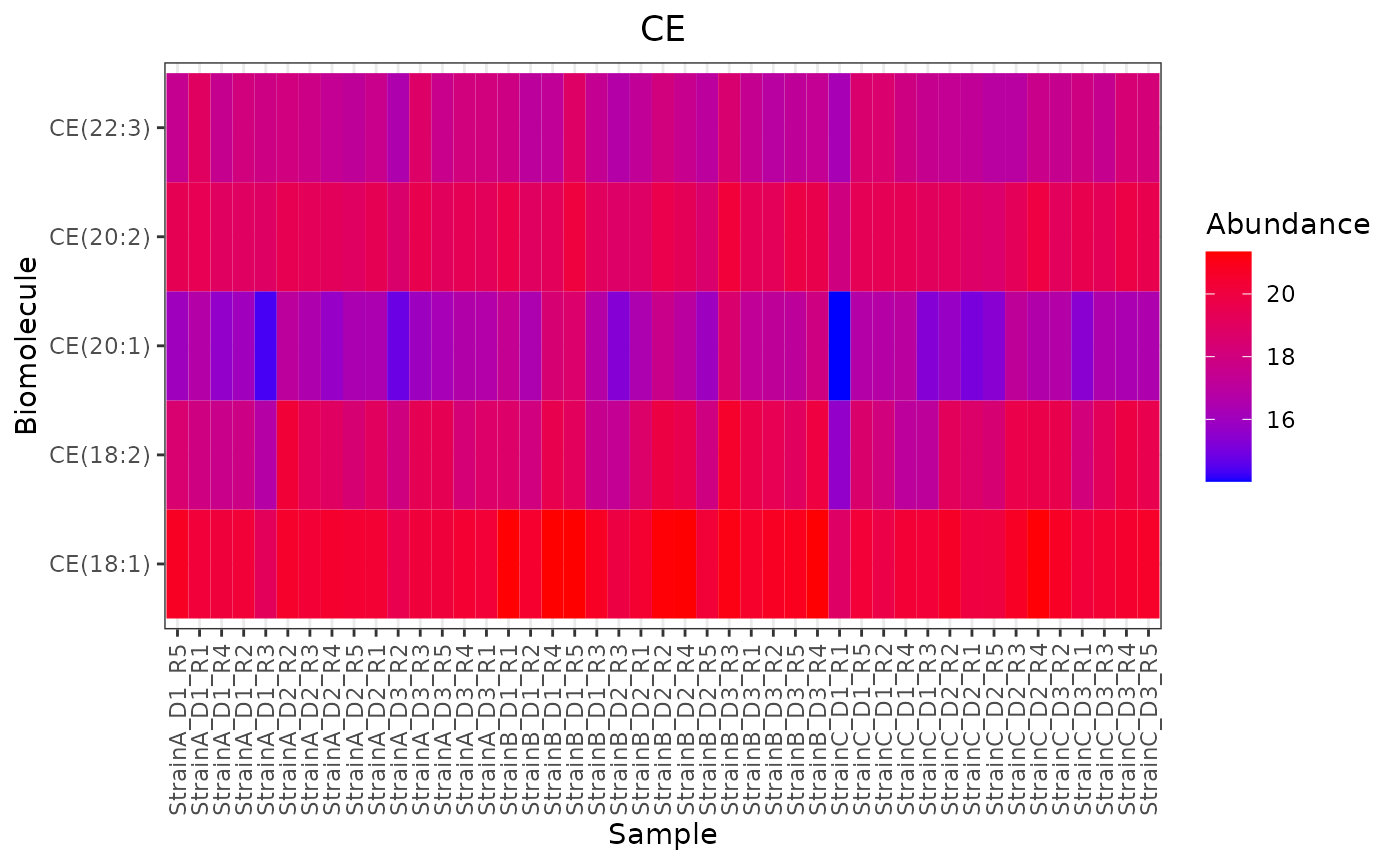 CE
Biomolecule
CE(22:3)
CE(20:2)
CE(20:1)
CE(18:2)
CE(18:1)
StrainA_D1_R5
StrainA_D1_R1
StrainA_D1_R4
StrainA_D1_R2
StrainA_D1_R3
StrainA_D2_R2
StrainA_D2_R3
StrainA_D2_R4
StrainA_D2_R5
StrainA_D2_R1
StrainA_D3_R2
StrainA_D3_R3
StrainA_D3_R5
StrainA_D3_R4
StrainA_D3_R1
StrainB_D1_R1
StrainB_D1_R2
StrainB_D1_R4
StrainB_D1_R5
StrainB_D1_R3
StrainB_D2_R3
StrainB_D2_R1
StrainB_D2_R2
StrainB_D2_R4
StrainB_D2_R5
StrainB_D3_R3
StrainB_D3_R1
StrainB_D3_R2
StrainB_D3_R5
StrainB_D3_R4
StrainC_D1_R1
StrainC_D1_R5
StrainC_D1_R2
StrainC_D1_R4
StrainC_D1_R3
StrainC_D2_R2
StrainC_D2_R1
StrainC_D2_R5
StrainC_D2_R3
StrainC_D2_R4
StrainC_D3_R2
StrainC_D3_R1
StrainC_D3_R3
StrainC_D3_R4
StrainC_D3_R5
Sample
Abundance
20
18
16